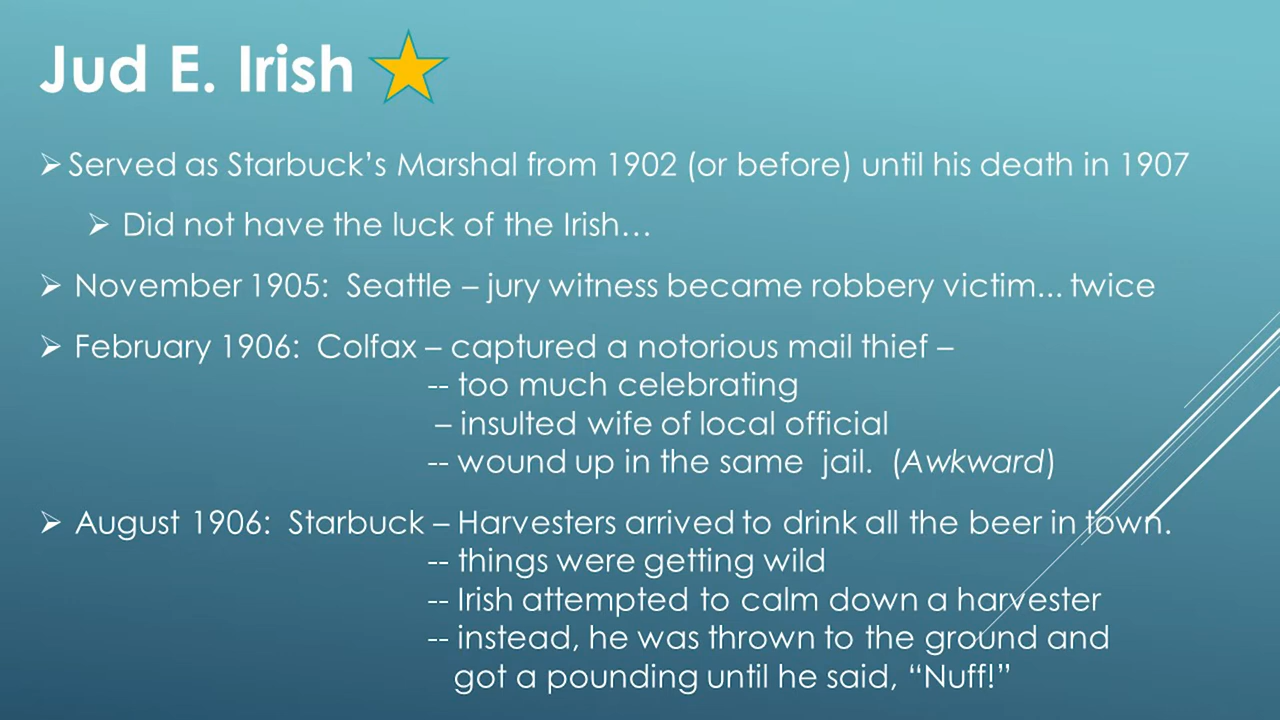 Jud E. Irish
➢ Served as Starbuck’s Marshal from 1902 (or before) until his death in 1907
➢ Did not have the luck of the Irish…
➢ November 1905:  Seattle – jury witness became robbery victim... twice
➢ February 1906:  Colfax – captured a notorious mail thief –
-- too much celebrating
– insulted wife of local official
-- wound up in the same  jail.  (Awkward)
➢ August 1906:  Starbuck – Harvesters arrived to drink all the beer in town.
-- things were getting wild
-- Irish attempted to calm down a harvester
-- instead, he was thrown to the ground and
got a pounding until he said, “Nuff!”